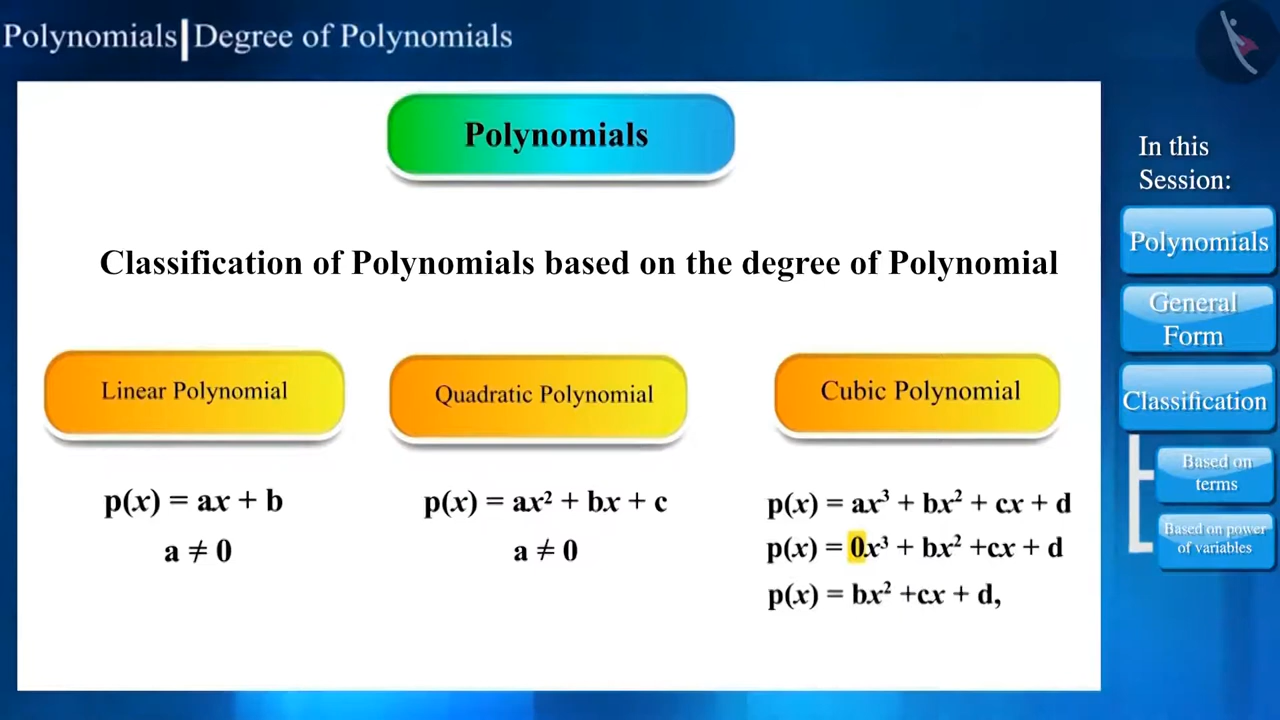 Polynomials|Degree of Polynomials
Polynomials
Classification of Polynomials based on the degree of Polynomial
Linear Polynomial
p(x) = ax + b
a ≠ 0
Quadratic Polynomial
p(x) = ax² + bx + c
a ≠ 0
Cubic Polynomial
p(x) = ax³ + bx² + cx + d
p(x) = 0x³ + bx² +cx + d
p(x) = bx² +cx + d,
In this
Session:
Polynomials
General
Form
Classification
Based on
terms
Based on power
of variables